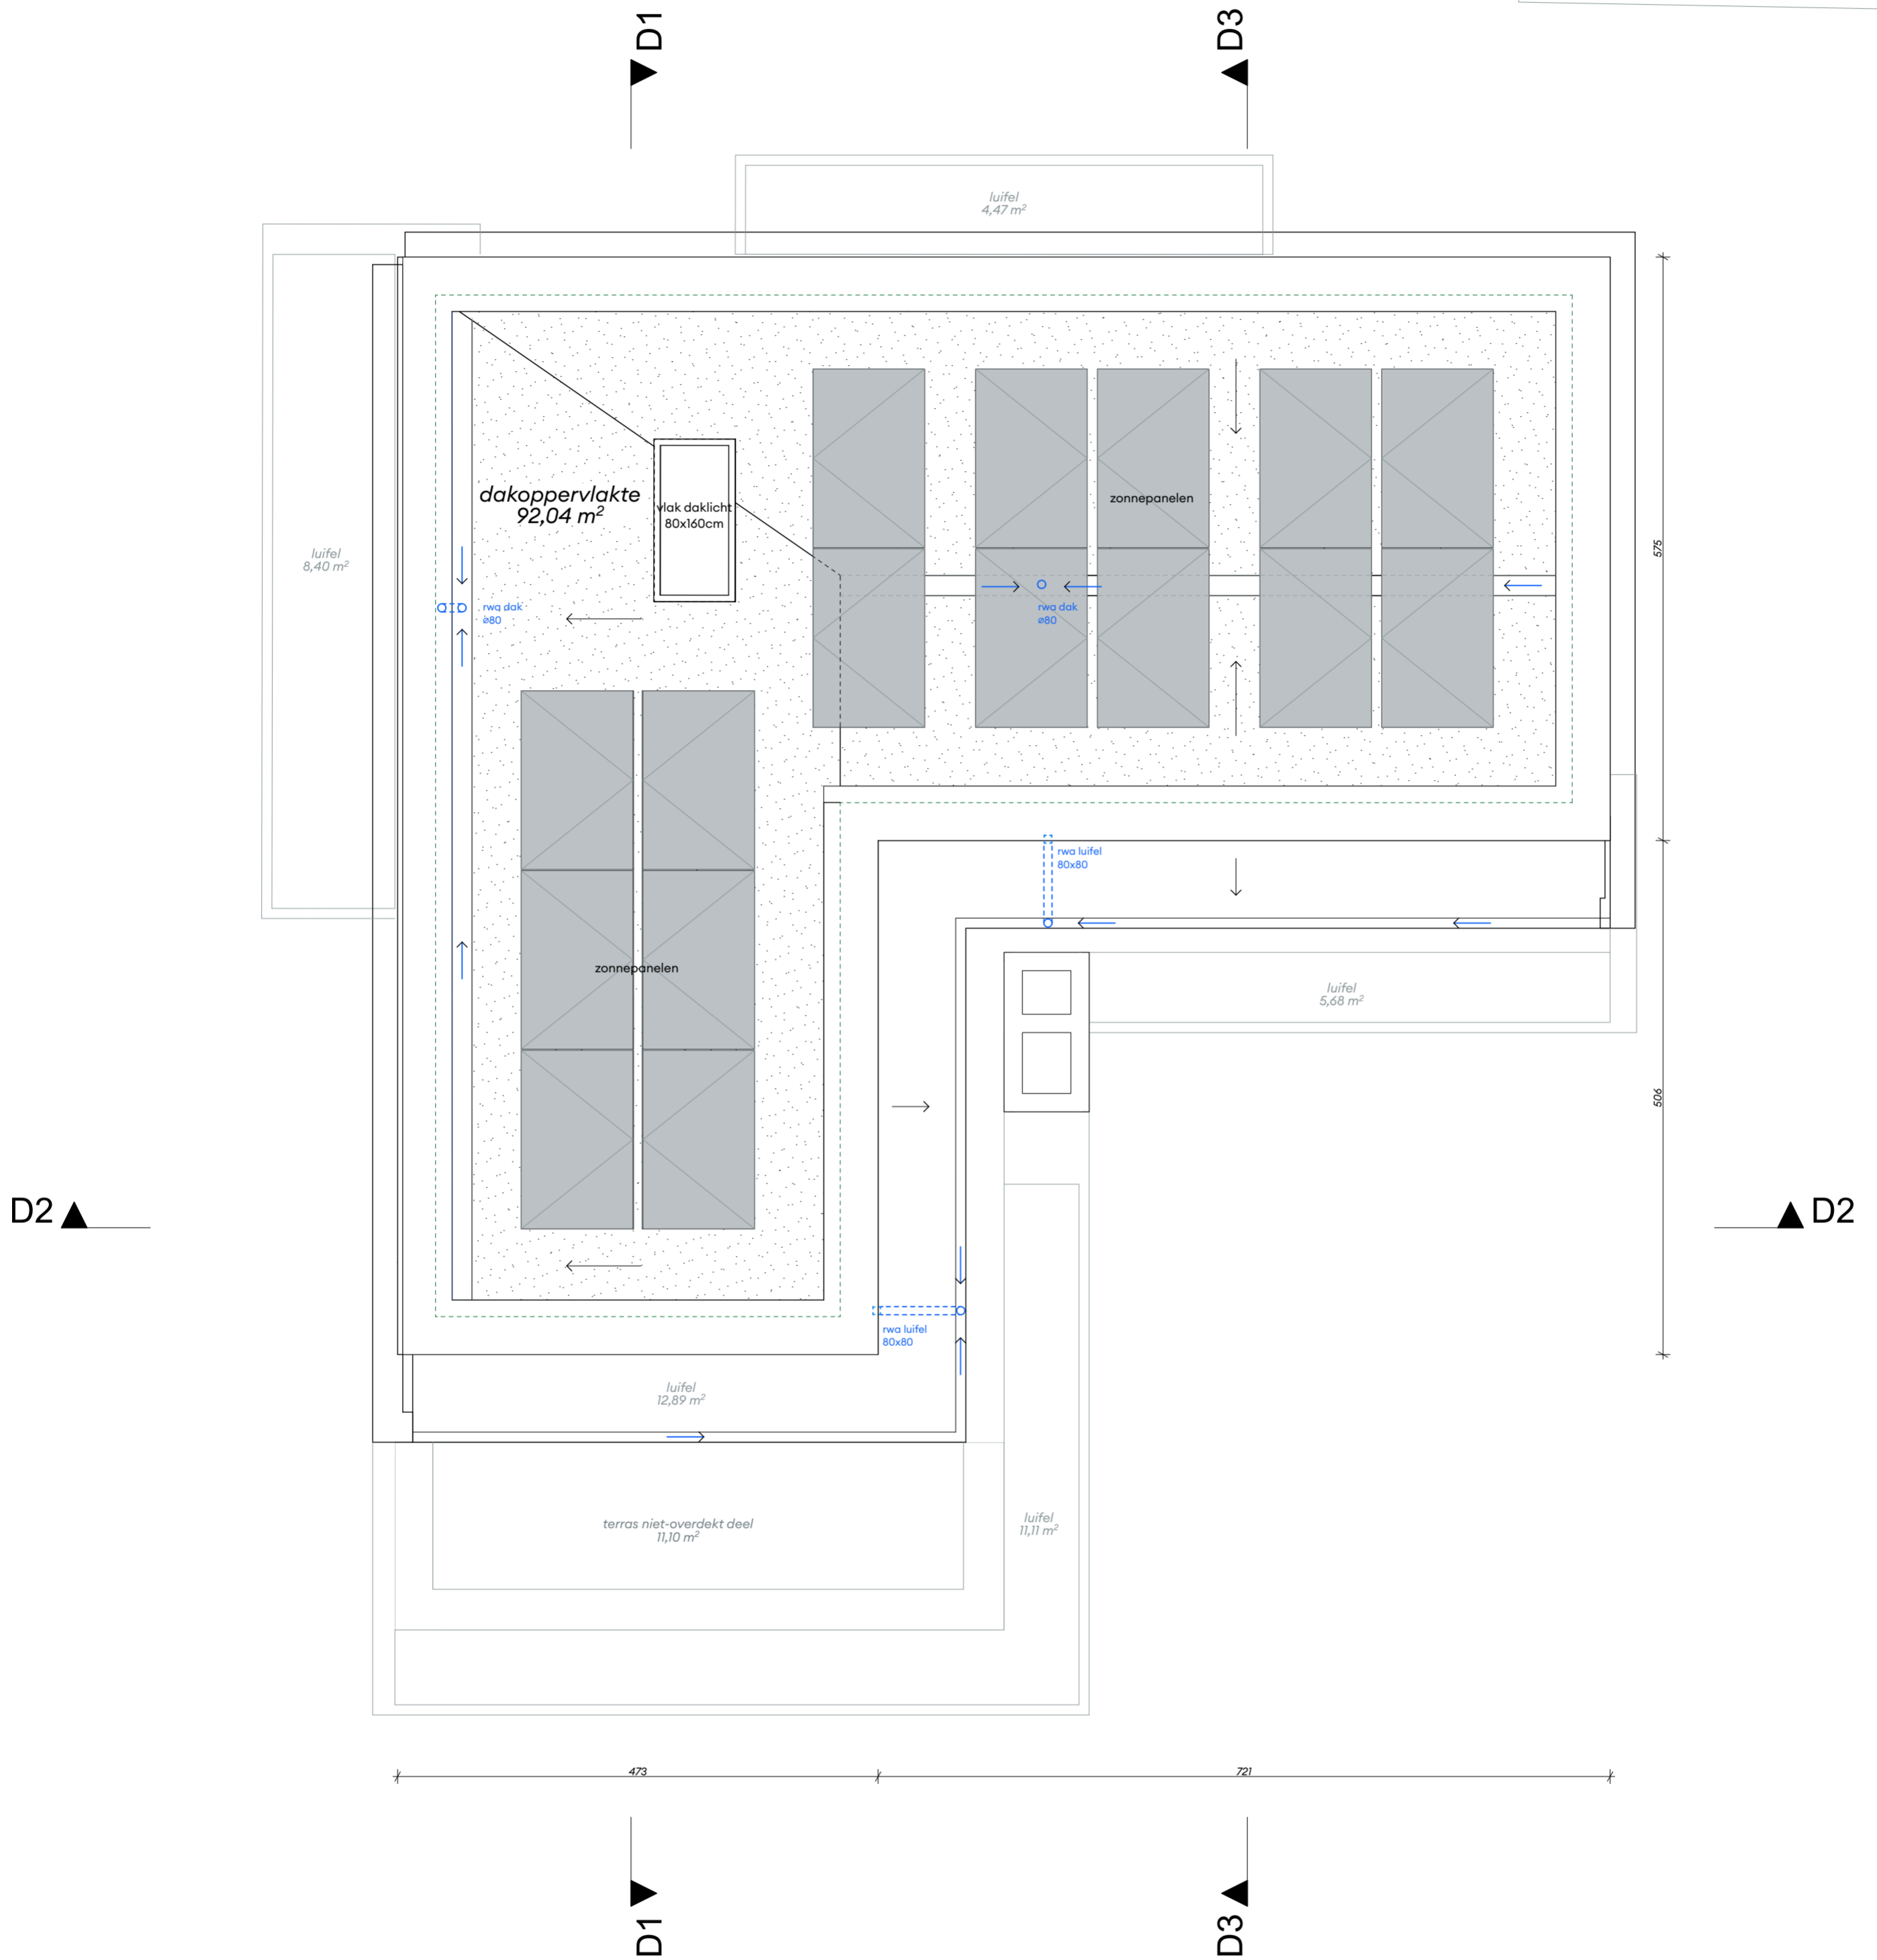 D1
D3
luifel
4,47 m²
dakoppervlakte
92,04 m²
vlak daklicht
80x160cm
zonnepanelen
luifel
8,40 m²
575
rwa dak
ø80
rwa dak
ø80
rwa luifel
80x80
zonnepanelen
luifel
5,68 m²
506
D2
D2
rwa luifel
80x80
luifel
12,89 m²
terras niet-overdekt deel
11,10 m²
luifel
11,11 m²
473
721
D1
D3